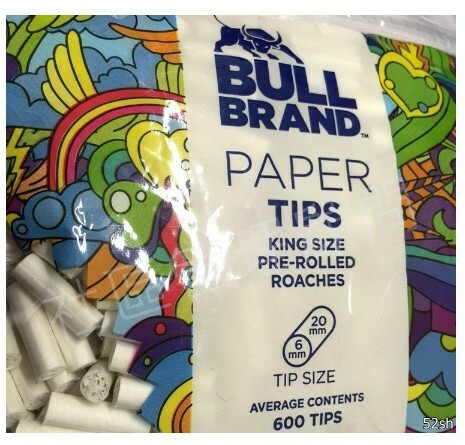 BULL
BRAND™
PAPER
TIPS
KING SIZE
PRE-ROLLED
ROACHES
20
mm
6
mm
TIP SIZE
AVERAGE CONTENTS
600 TIPS
52sh